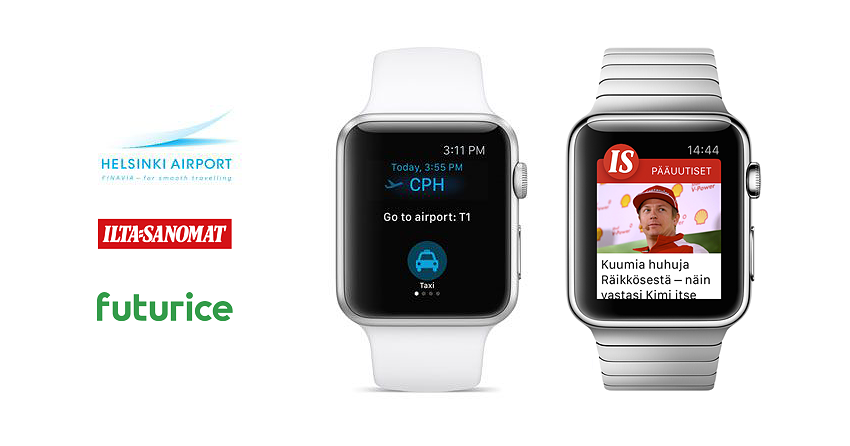 HELSINKI AIRPORT
FINAVIA — for smooth travelling
ILTA-SANOMAT
futurice
3:11 PM
Today, 3:55 PM
CPH
Go to airport: T1
Taxi
14:44
IS
PÄÄUUTISET
V-Power
Kuumia huhuja
Räikkösestä – näin
vastasi Kimi itse